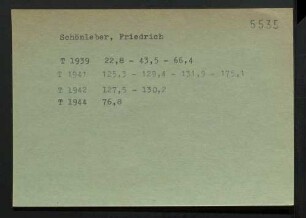 5535
Schönleber, Friedrich
T 1939 22,8 - 43,5 - 66,4
T 1941 125,3 - 129,4 - 131,5 - 175,1
T 1942 127,5 - 130,2
T 1944 76,8